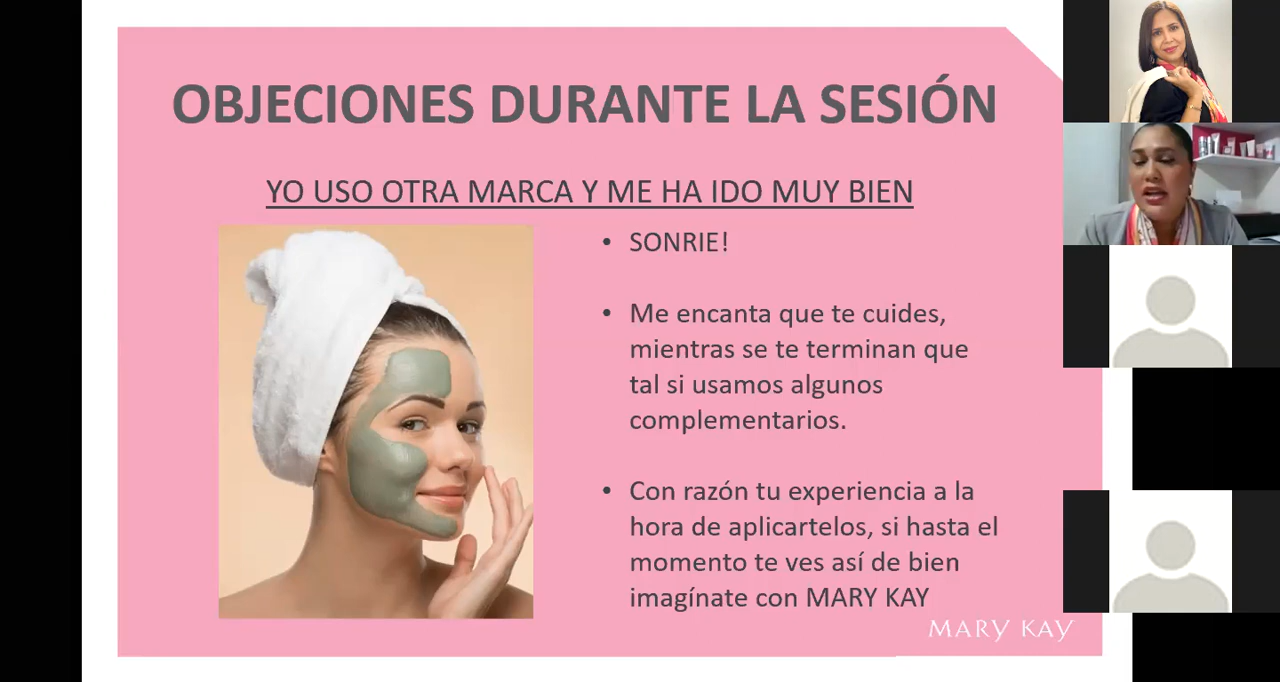 OBJECIONES DURANTE LA SESIÓN
YO USO OTRA MARCA Y ME HA IDO MUY BIEN
• SONRIE!
• Me encanta que te cuides,
mientras se te terminan que
tal si usamos algunos
complementarios.
• Con razón tu experiencia a la
hora de aplicartelos, si hasta el
momento te ves así de bien
imagínate con MARY KAY
MARY KAY